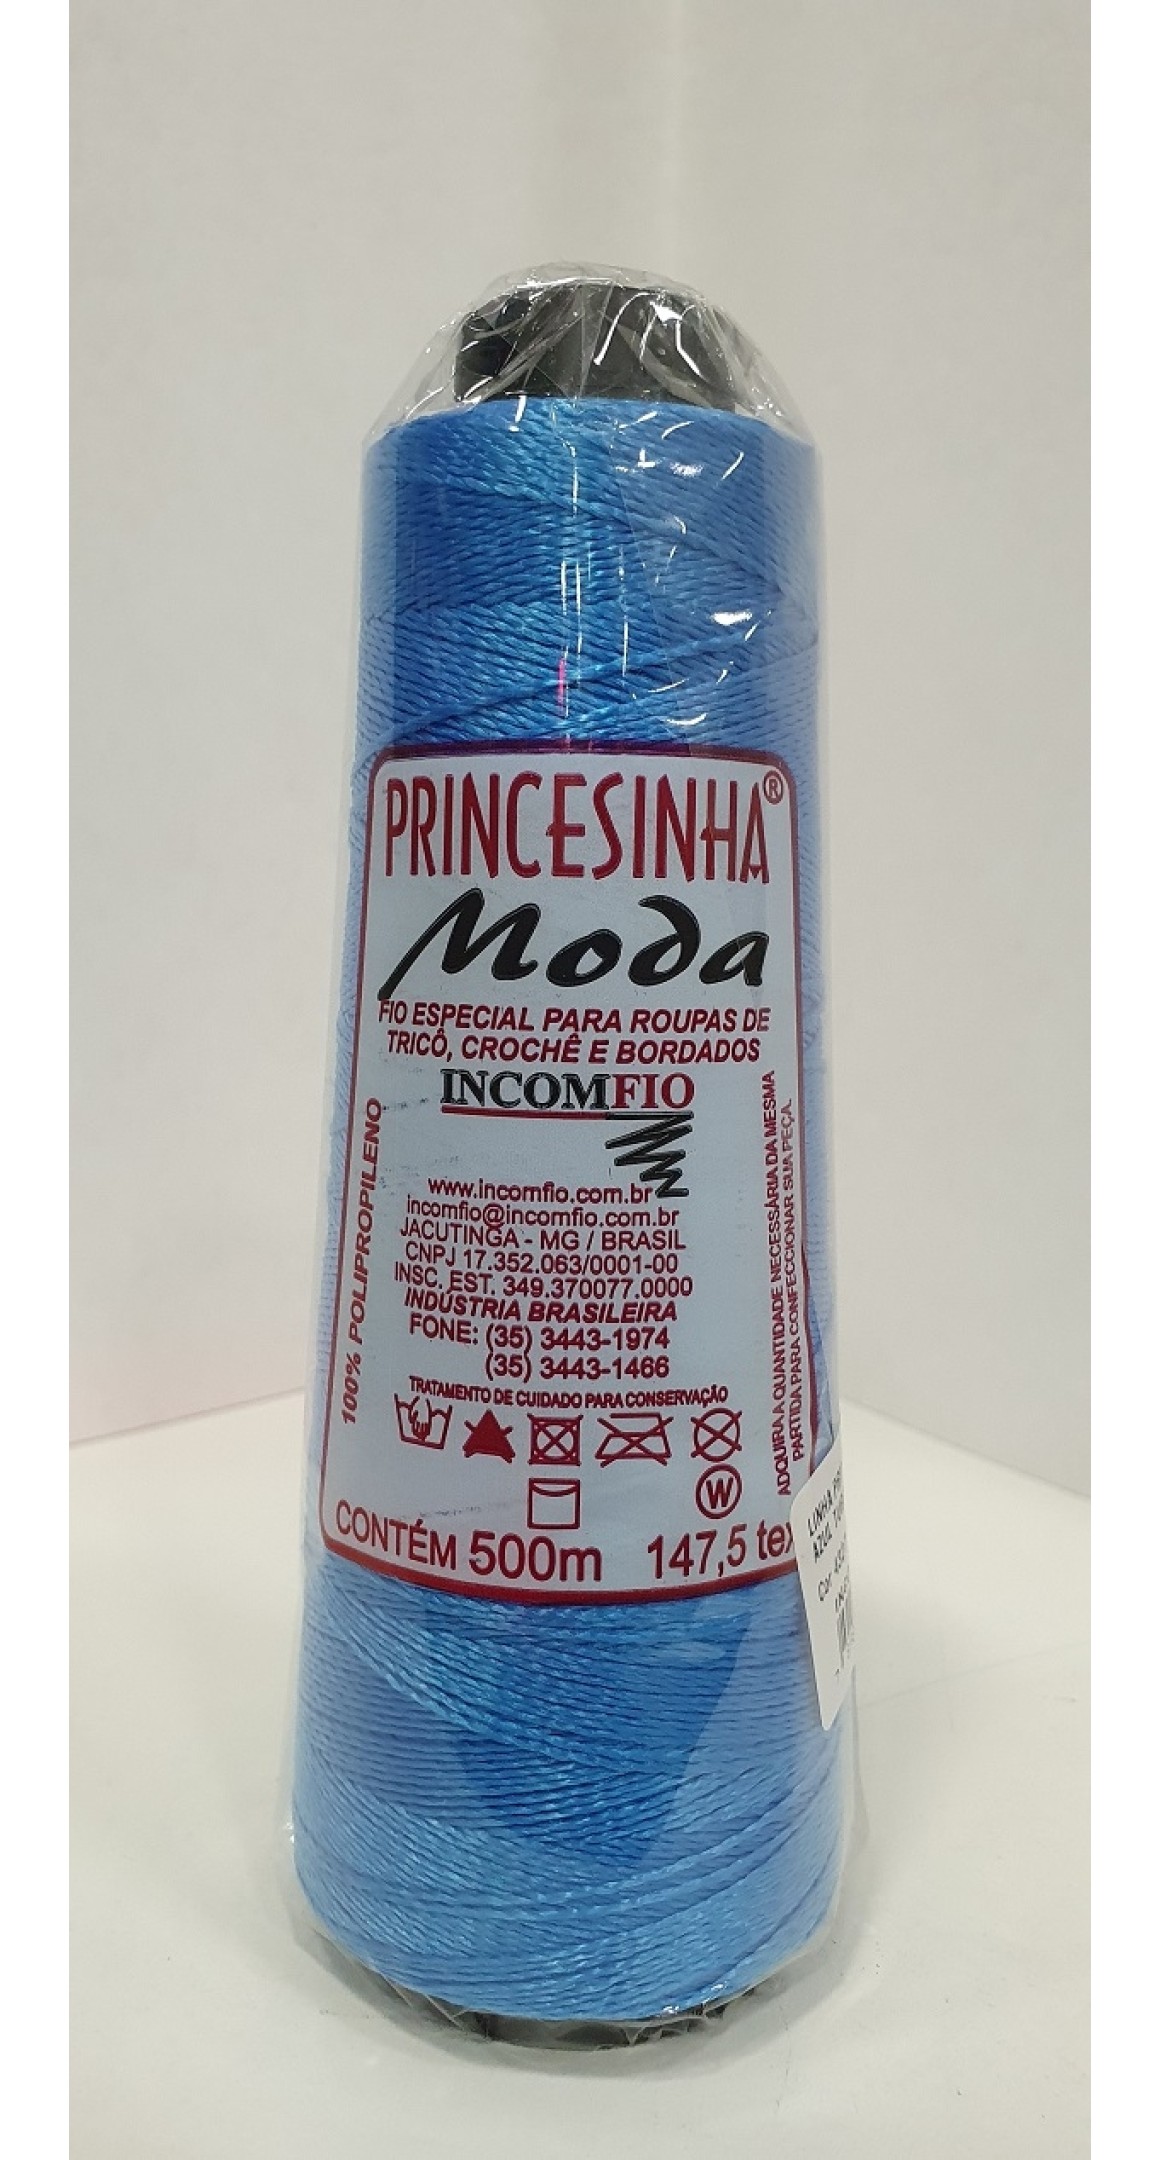 PRINCESINHA®
Moda
FIO ESPECIAL PARA ROUPAS DE
TRICÔ, CROCHÊ E BORDADOS
INCOMFIO
www.incomfio.com.br
incomfio@incomfio.com.br
JACUTINGA - MG / BRASIL
CNPJ 17.352.063/0001-00
INSC. EST. 349.370077.0000
INDÚSTRIA BRASILEIRA
FONE: (35) 3443-1974
(35) 3443-1466
TRATAMENTO DE CUIDADO PARA CONSERVAÇÃO
W
CONTÉM 500m 147,5 tex
100% POLIPROPILENO
ADQUIRA A QUANTIDADE NECESSÁRIA DA MESMA
PARTIDA PARA CONFECCIONAR SUA PEÇA.
LINHA
AZUL